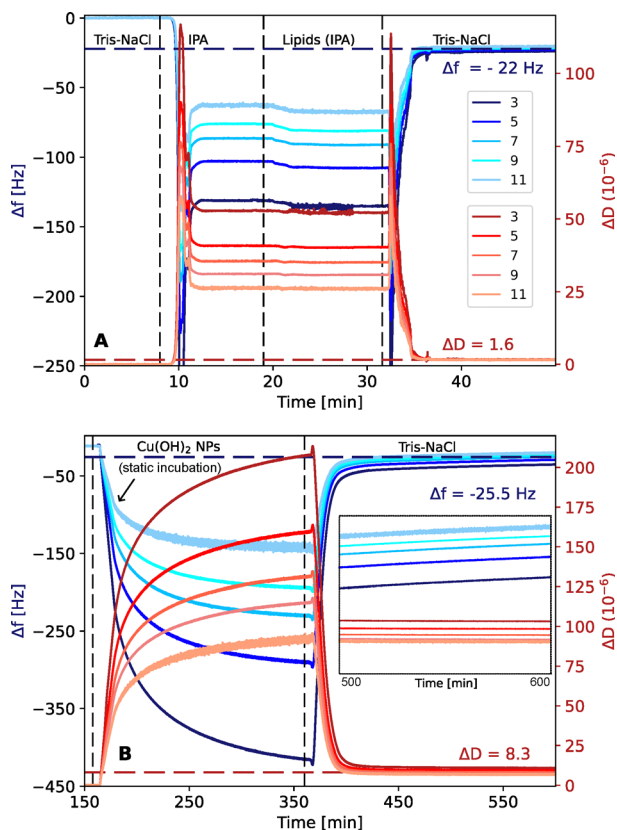 0
−50
−100
−150
−200
−250
Δf [Hz]
Tris-NaCl
IPA
Lipids (IPA)
Tris-NaCl
Δf = - 22 Hz
3
5
7
9
11
3
5
7
9
11
ΔD = 1.6
A
100
75
50
25
0
ΔD (10⁻⁶)
0
10
20
30
40
Time [min]
−50
−150
−250
−350
−450
Δf [Hz]
Cu(OH)₂ NPs
(static incubation)
Tris-NaCl
Δf = -25.5 Hz
500
600
Time [min]
ΔD = 8.3
B
200
175
150
125
100
75
50
25
0
ΔD (10⁻⁶)
150
250
350
450
550
Time [min]